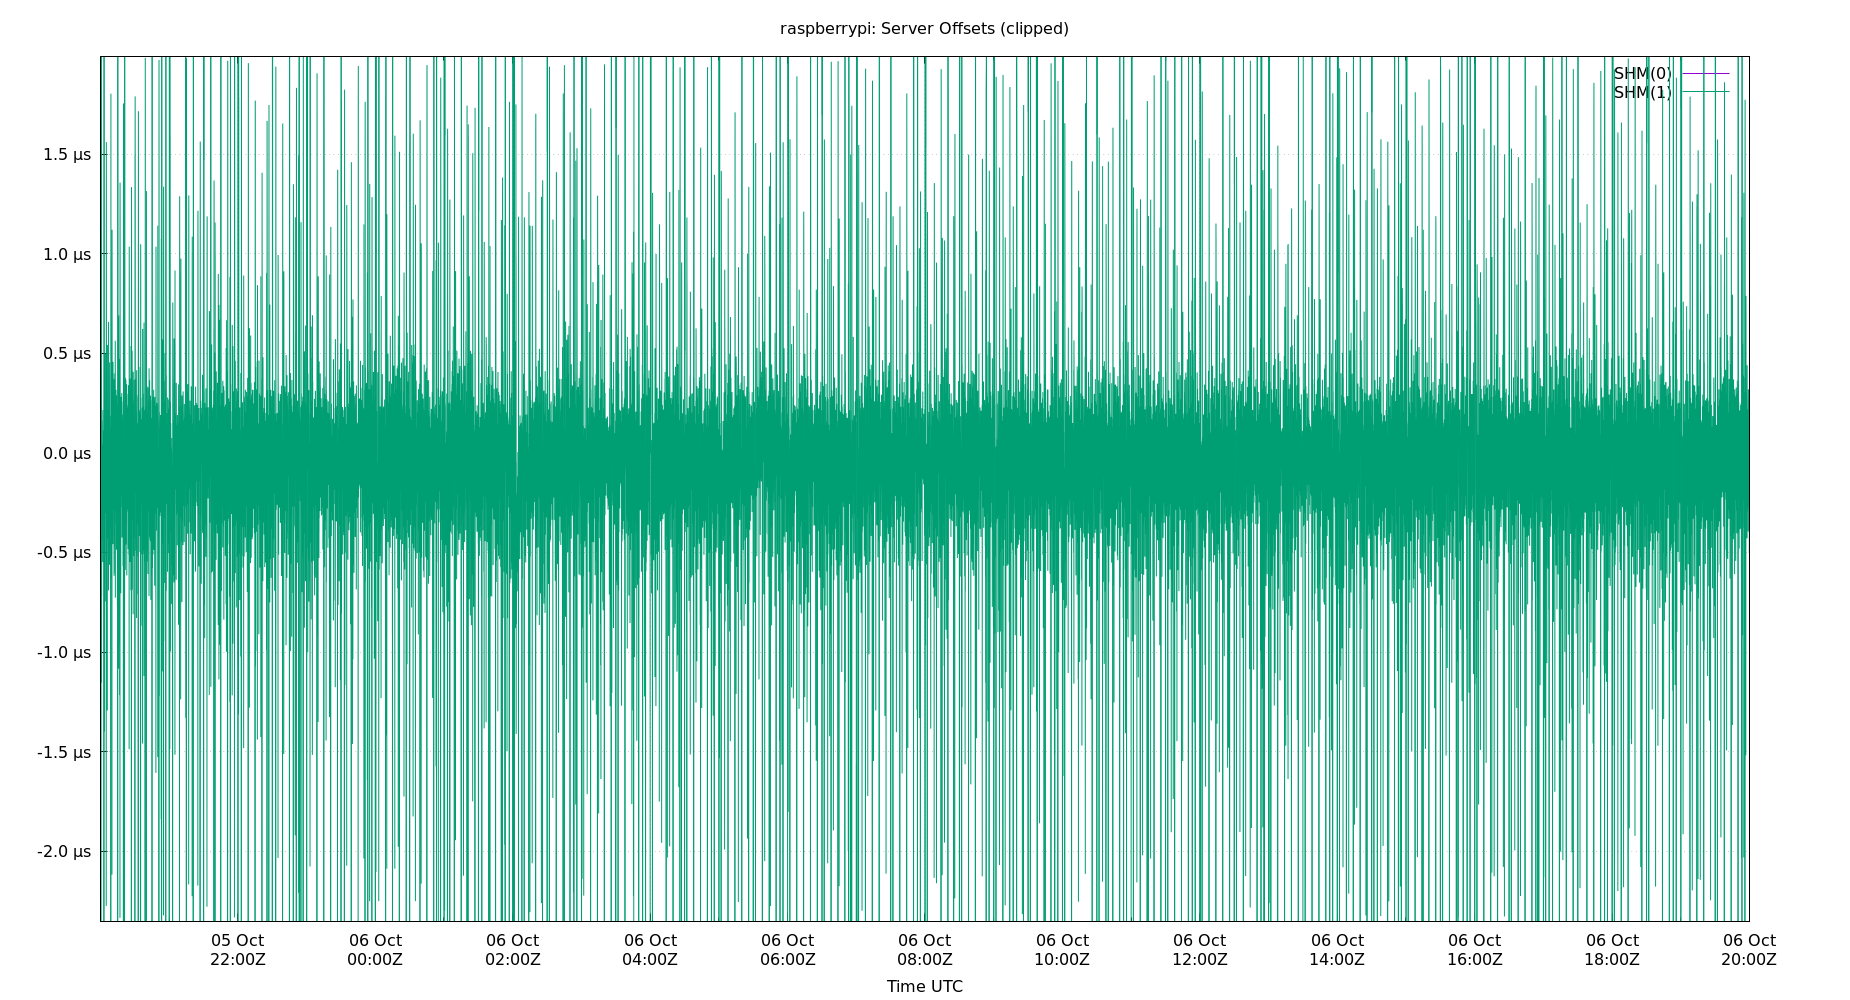 raspberrypi: Server Offsets (clipped)
SHM(0)
SHM(1)
1.5 µs
1.0 µs
0.5 µs
0.0 µs
-0.5 µs
-1.0 µs
-1.5 µs
-2.0 µs
05 Oct 06 Oct 06 Oct 06 Oct 06 Oct 06 Oct 06 Oct 06 Oct 06 Oct 06 Oct 06 Oct 06 Oct
22:00Z 00:00Z 02:00Z 04:00Z 06:00Z 08:00Z 10:00Z 12:00Z 14:00Z 16:00Z 18:00Z 20:00Z
Time UTC